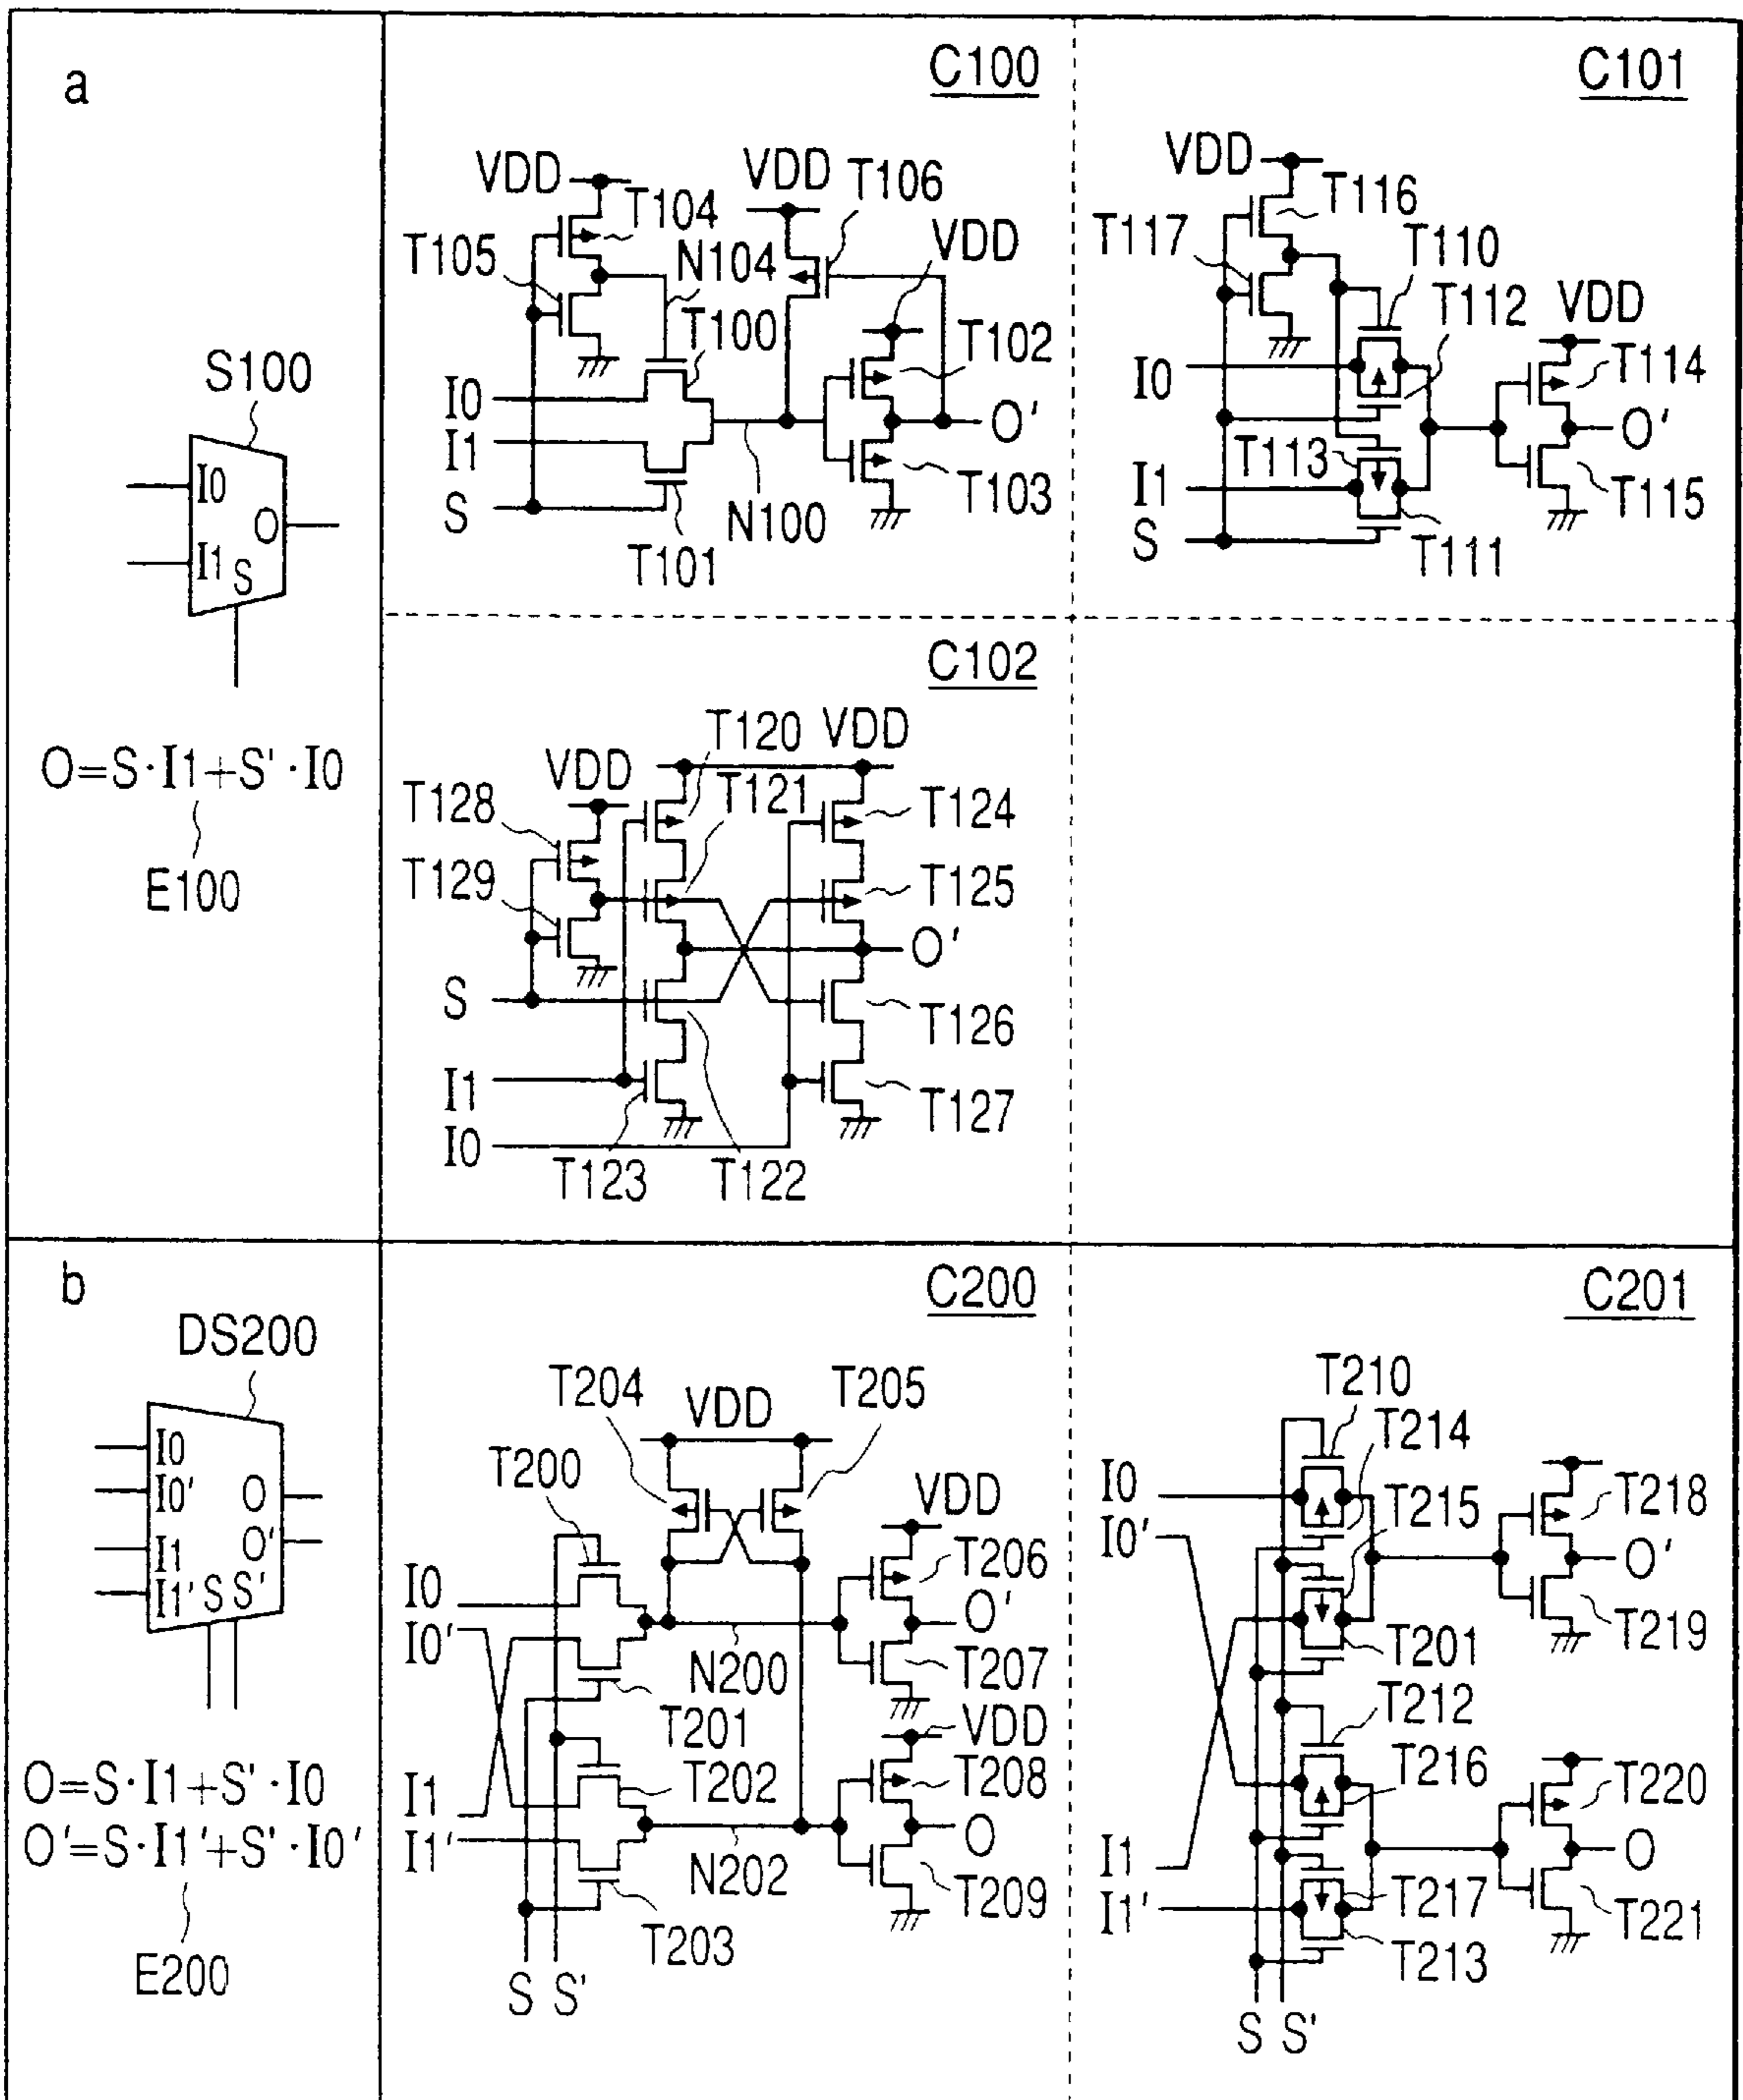 a
S100
I0
I1
S
O
O=S·I1+S'·I0
E100
C100
VDD
T104
T105
N104
T100
VDD
T106
VDD
T102
I0
I1
S
O'
T103
N100
T101
C101
VDD
T116
T117
T110
T112
VDD
T114
I0
O'
T113
I1
S
T115
T111
C102
T120
VDD
VDD
T121
T128
T124
T129
T125
O'
S
T126
I1
T127
I0
T123
T122
b
DS200
I0
I0'
I1
I1'
S
S'
O
O'
O=S·I1+S'·I0
O'=S·I1'+S'·I0'
E200
C200
T204
VDD
T205
T200
VDD
T206
I0
O'
I0'
N200
T207
T201
VDD
T202
T208
I1
O
I1'
N202
T209
T203
S
S'
C201
T210
T214
I0
T215
T218
I0'
O'
T201
T219
T212
T216
T220
I1
O
I1'
T217
T221
T213
S
S'